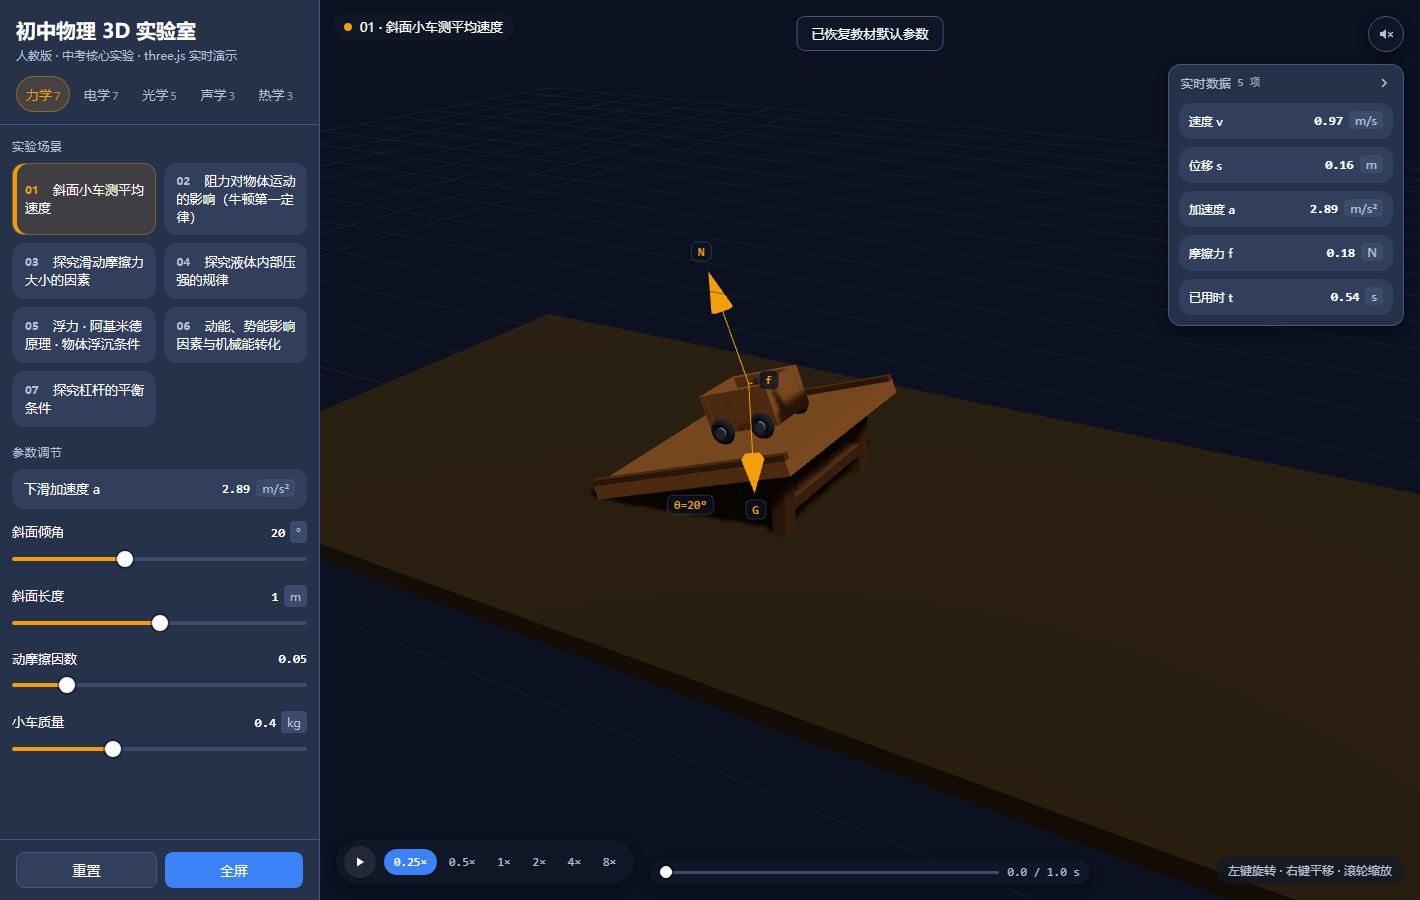 初中物理 3D 实验室
人教版 · 中考核心实验 · three.js 实时演示
力学 7 电学 7 光学 5 声学 3 热学 3
实验场景
01 斜面小车测平均
速度
02 阻力对物体运动
的影响（牛顿第一定
律）
03 探究滑动摩擦力
大小的因素
04 探究液体内部压
强的规律
05 浮力 · 阿基米德
原理 · 物体浮沉条件
06 动能、势能影响
因素与机械能转化
07 探究杠杆的平衡
条件
参数调节
下滑加速度 a 2.89 m/s²
斜面倾角 20 °
斜面长度 1 m
动摩擦因数 0.05
小车质量 0.4 kg
重置 全屏
01 · 斜面小车测平均速度
已恢复教材默认参数
实时数据 5 项
速度 v 0.97 m/s
位移 s 0.16 m
加速度 a 2.89 m/s²
摩擦力 f 0.18 N
已用时 t 0.54 s
N
f
θ=20°
G
0.25× 0.5× 1× 2× 4× 8×
0.0 / 1.0 s
左键旋转 · 右键平移 · 滚轮缩放